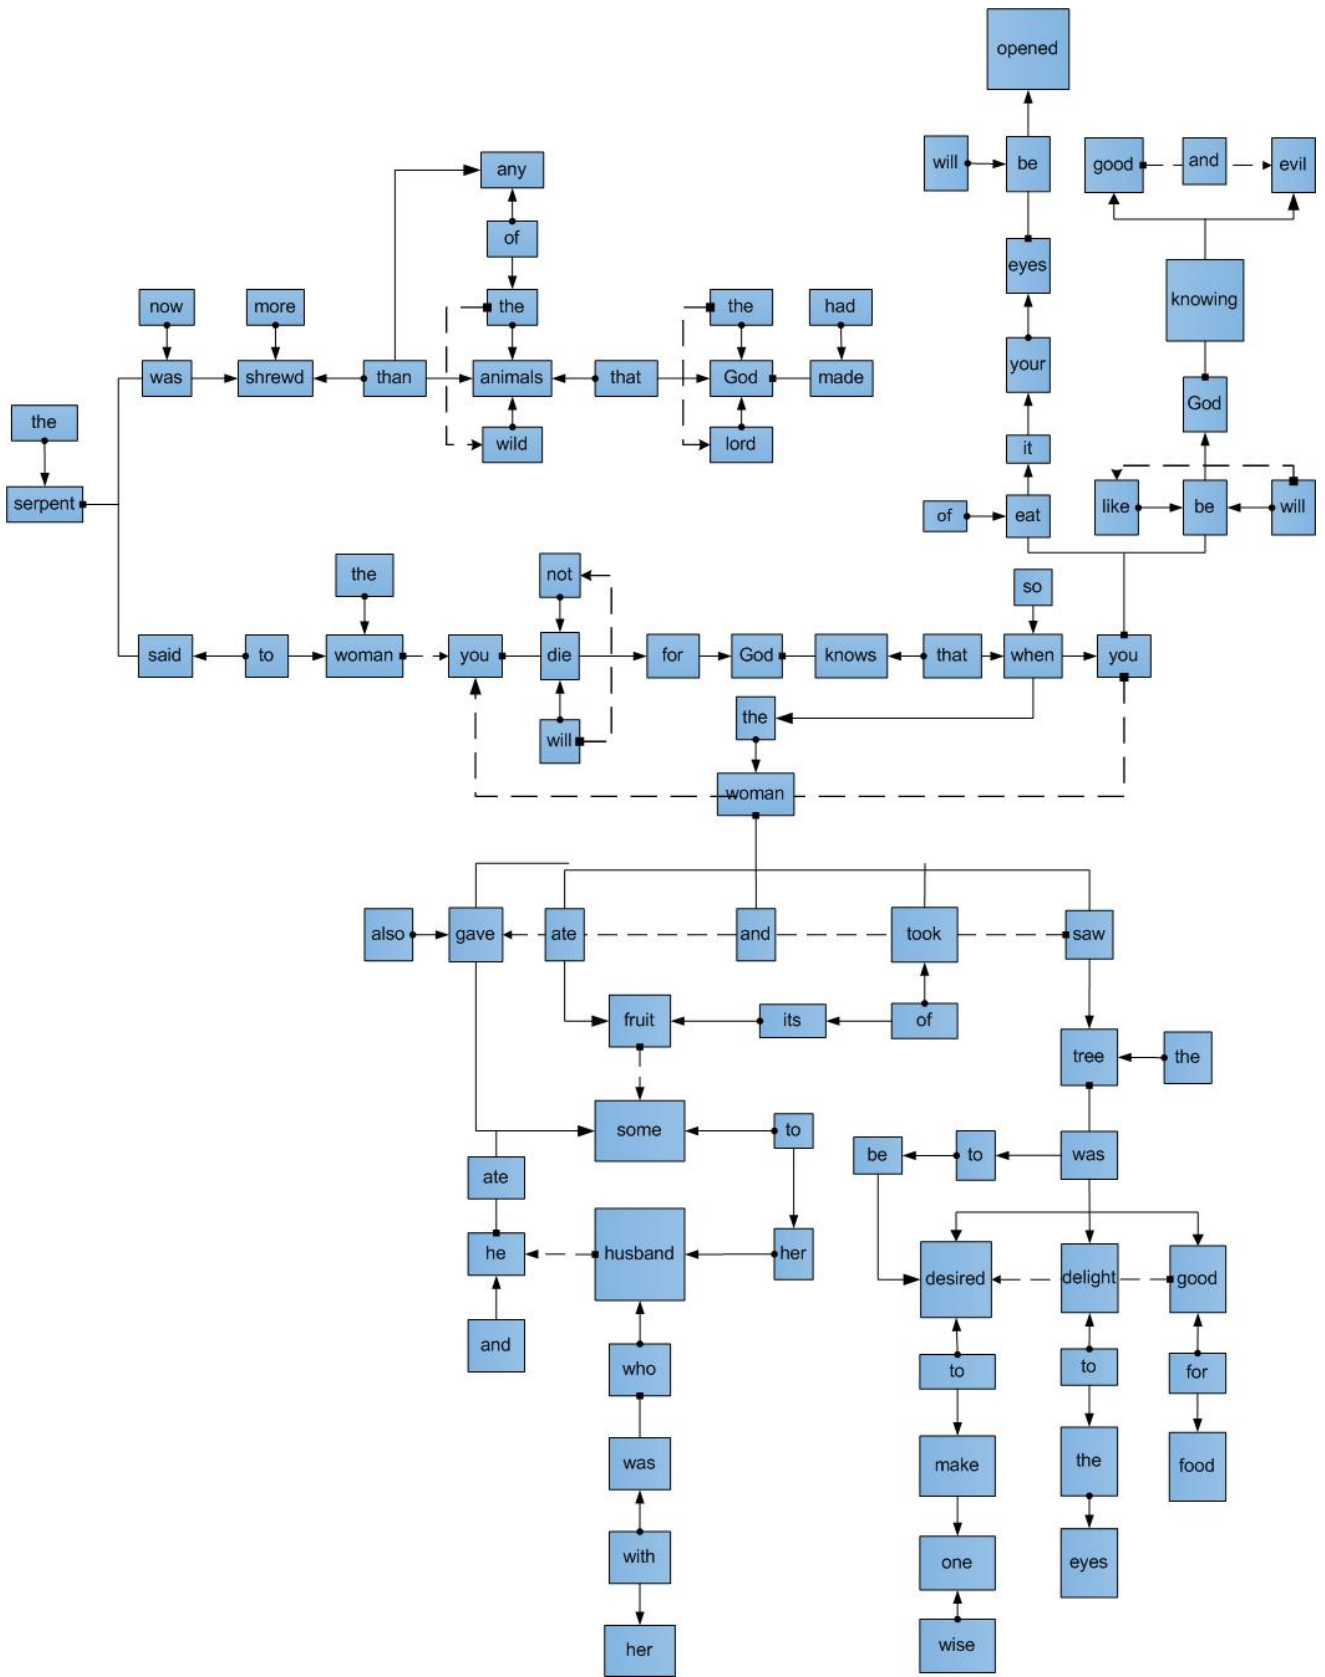 opened
will be good and evil
any
of
eyes
knowing
now more the the had
your
was shrewd than animals that God made
God
the
it
wild lord
serpent
like be will
of eat
the not so
said to woman you die for God knows that when you
the
will
woman
also gave ate and took saw
fruit its of
tree the
some to
be to was
ate
he husband her
desired delight good
and
who to to for
was make the food
with one eyes
her wise